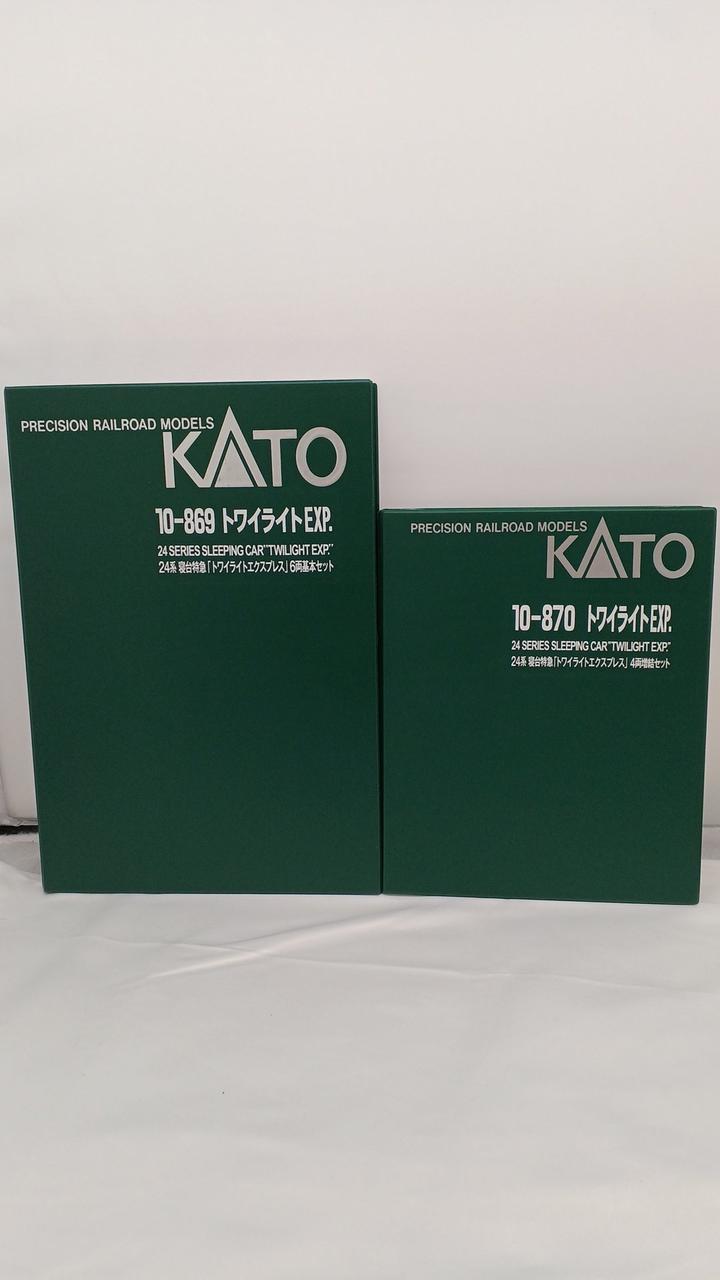 PRECISION RAILROAD MODELS
KATO
10-869 トワイライトEXP.
24 SERIES SLEEPING CAR"TWILIGHT EXP."
24系 寝台特急「トワイライトエクスプレス」6両基本セット
PRECISION RAILROAD MODELS
KATO
10-870 トワイライトEXP.
24 SERIES SLEEPING CAR"TWILIGHT EXP."
24系 寝台特急「トワイライトエクスプレス」4両増結セット